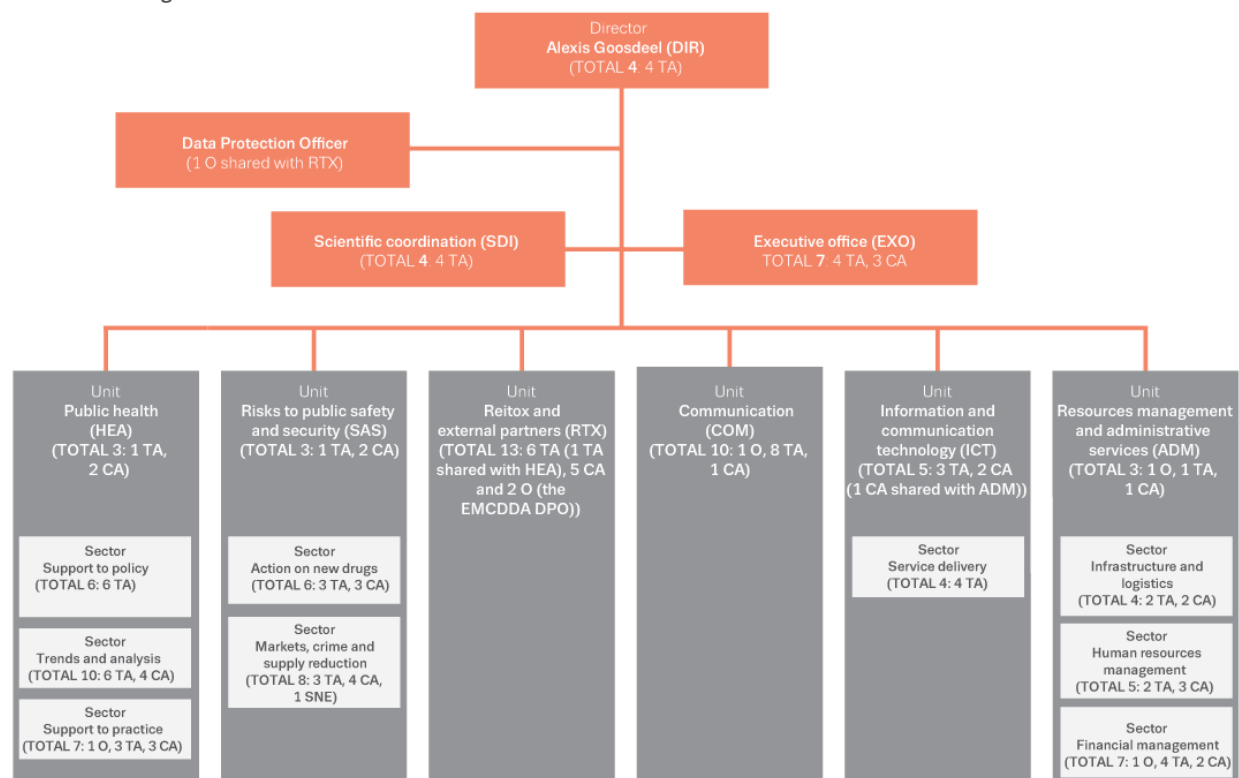 Director
Alexis Goosdeel (DIR)
(TOTAL 4: 4 TA)
Data Protection Officer
(1 O shared with RTX)
Scientific coordination (SDI)
(TOTAL 4: 4 TA)
Executive office (EXO)
TOTAL 7: 4 TA, 3 CA
Unit
Public health
(HEA)
(TOTAL 3: 1 TA,
2 CA)
Sector
Support to policy
(TOTAL 6: 6 TA)
Sector
Trends and analysis
(TOTAL 10: 6 TA, 4 CA)
Sector
Support to practice
(TOTAL 7: 1 O, 3 TA, 3 CA)
Unit
Risks to public safety
and security (SAS)
(TOTAL 3: 1 TA, 2 CA)
Sector
Action on new drugs
(TOTAL 6: 3 TA, 3 CA)
Sector
Markets, crime and
supply reduction
(TOTAL 8: 3 TA, 4 CA,
1 SNE)
Unit
Reitox and
external partners (RTX)
(TOTAL 13: 6 TA (1 TA
shared with HEA), 5 CA
and 2 O (the
EMCDDA DPO))
Unit
Communication
(COM)
(TOTAL 10: 1 O, 8 TA,
1 CA)
Unit
Information and
communication
technology (ICT)
(TOTAL 5: 3 TA, 2 CA
(1 CA shared with ADM))
Sector
Service delivery
(TOTAL 4: 4 TA)
Unit
Resources management
and administrative
services (ADM)
(TOTAL 3: 1 O, 1 TA,
1 CA)
Sector
Infrastructure and
logistics
(TOTAL 4: 2 TA, 2 CA)
Sector
Human resources
management
(TOTAL 5: 2 TA, 3 CA)
Sector
Financial management
(TOTAL 7: 1 O, 4 TA, 2 CA)